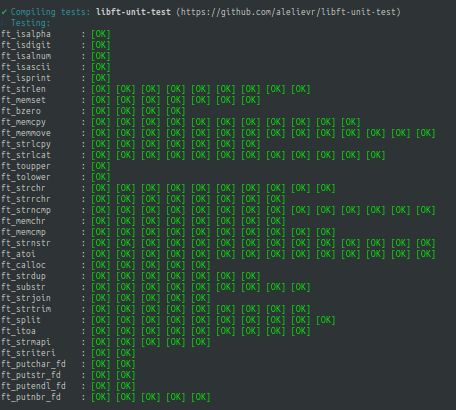 ✔ Compiling tests: libft-unit-test (https://github.com/alelievr/libft-unit-test)
Testing:
ft_isalpha : [OK]
ft_isdigit : [OK]
ft_isalnum : [OK]
ft_isascii : [OK]
ft_isprint : [OK]
ft_strlen : [OK] [OK] [OK] [OK] [OK] [OK] [OK] [OK] [OK]
ft_memset : [OK] [OK] [OK] [OK] [OK] [OK] [OK]
ft_bzero : [OK] [OK] [OK] [OK]
ft_memcpy : [OK] [OK] [OK] [OK] [OK] [OK] [OK] [OK] [OK] [OK] [OK] [OK]
ft_memmove : [OK] [OK] [OK] [OK] [OK] [OK] [OK] [OK] [OK] [OK] [OK] [OK] [OK] [OK]
ft_strlcpy : [OK] [OK] [OK] [OK] [OK] [OK] [OK]
ft_strlcat : [OK] [OK] [OK] [OK] [OK] [OK] [OK] [OK] [OK] [OK] [OK] [OK]
ft_toupper : [OK]
ft_tolower : [OK]
ft_strchr : [OK] [OK] [OK] [OK] [OK] [OK] [OK] [OK] [OK] [OK]
ft_strrchr : [OK] [OK] [OK] [OK] [OK] [OK] [OK] [OK]
ft_strncmp : [OK] [OK] [OK] [OK] [OK] [OK] [OK] [OK] [OK] [OK] [OK] [OK] [OK] [OK]
ft_memchr : [OK] [OK] [OK] [OK] [OK] [OK] [OK] [OK]
ft_memcmp : [OK] [OK] [OK] [OK] [OK] [OK] [OK] [OK] [OK] [OK]
ft_strnstr : [OK] [OK] [OK] [OK] [OK] [OK] [OK] [OK] [OK] [OK] [OK] [OK] [OK] [OK]
ft_atoi : [OK] [OK] [OK] [OK] [OK] [OK] [OK] [OK] [OK] [OK] [OK] [OK] [OK] [OK]
ft_calloc : [OK] [OK] [OK] [OK] [OK]
ft_strdup : [OK] [OK] [OK] [OK] [OK] [OK] [OK]
ft_substr : [OK] [OK] [OK] [OK] [OK] [OK] [OK] [OK] [OK]
ft_strjoin : [OK] [OK] [OK] [OK] [OK]
ft_strtrim : [OK] [OK] [OK] [OK] [OK] [OK] [OK] [OK] [OK]
ft_split : [OK] [OK] [OK] [OK] [OK] [OK] [OK] [OK] [OK] [OK]
ft_itoa : [OK] [OK] [OK] [OK] [OK] [OK] [OK] [OK] [OK]
ft_strmapi : [OK] [OK] [OK] [OK] [OK]
ft_striteri : [OK] [OK]
ft_putchar_fd : [OK] [OK]
ft_putstr_fd : [OK] [OK]
ft_putendl_fd : [OK] [OK]
ft_putnbr_fd : [OK] [OK] [OK] [OK] [OK]